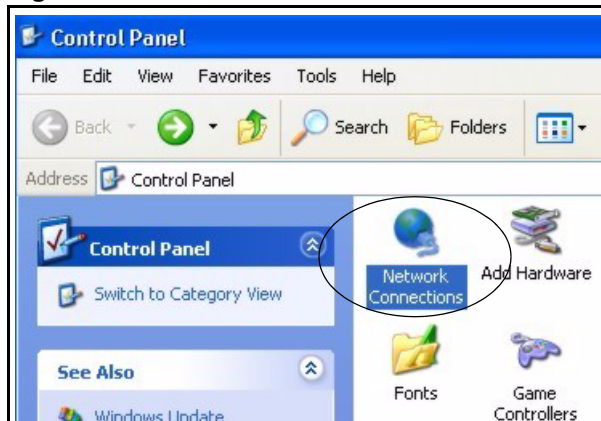 Control Panel
File Edit View Favorites Tools Help
Back Search Folders
Address Control Panel
Control Panel
Switch to Category View
See Also
Windows Update
Network
Connections
Add Hardware
Fonts
Game
Controllers